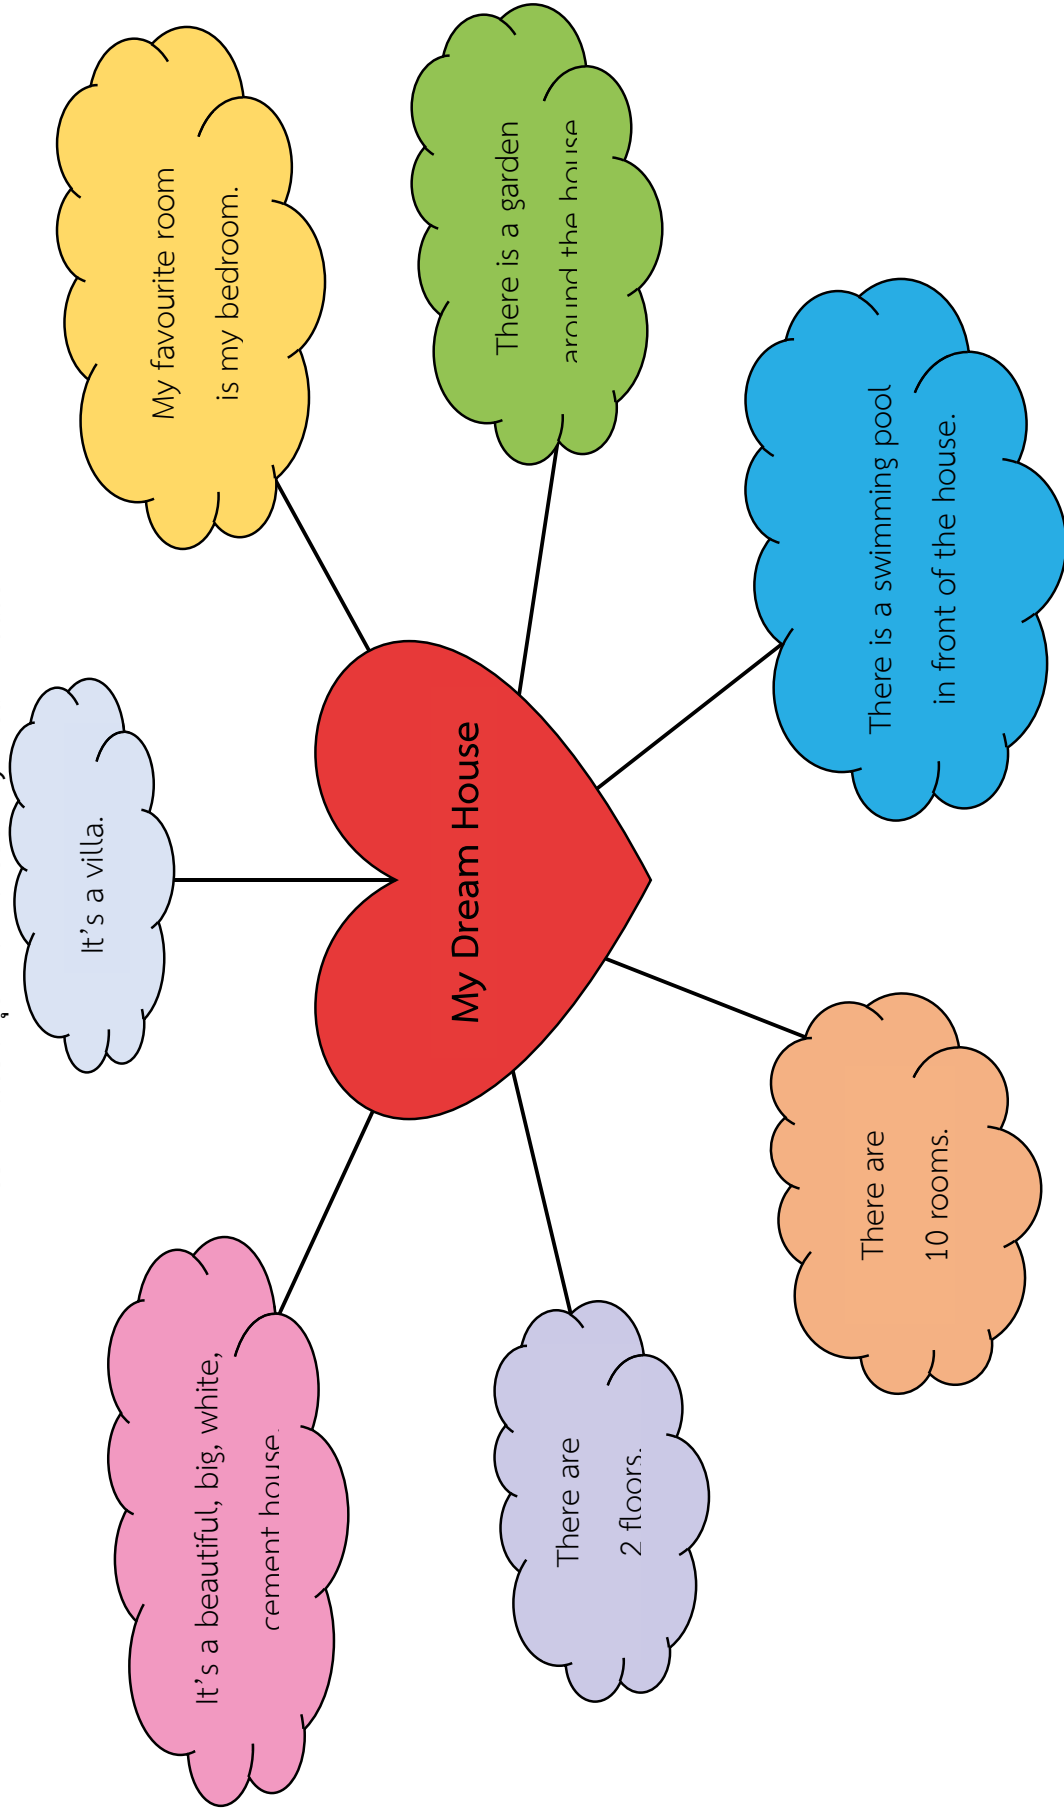 It's a villa.
My favourite room
is my bedroom.
There is a garden
around the house
There is a swimming pool
in front of the house.
There are
10 rooms.
There are
2 floors.
It's a beautiful, big, white,
cement house.
My Dream House